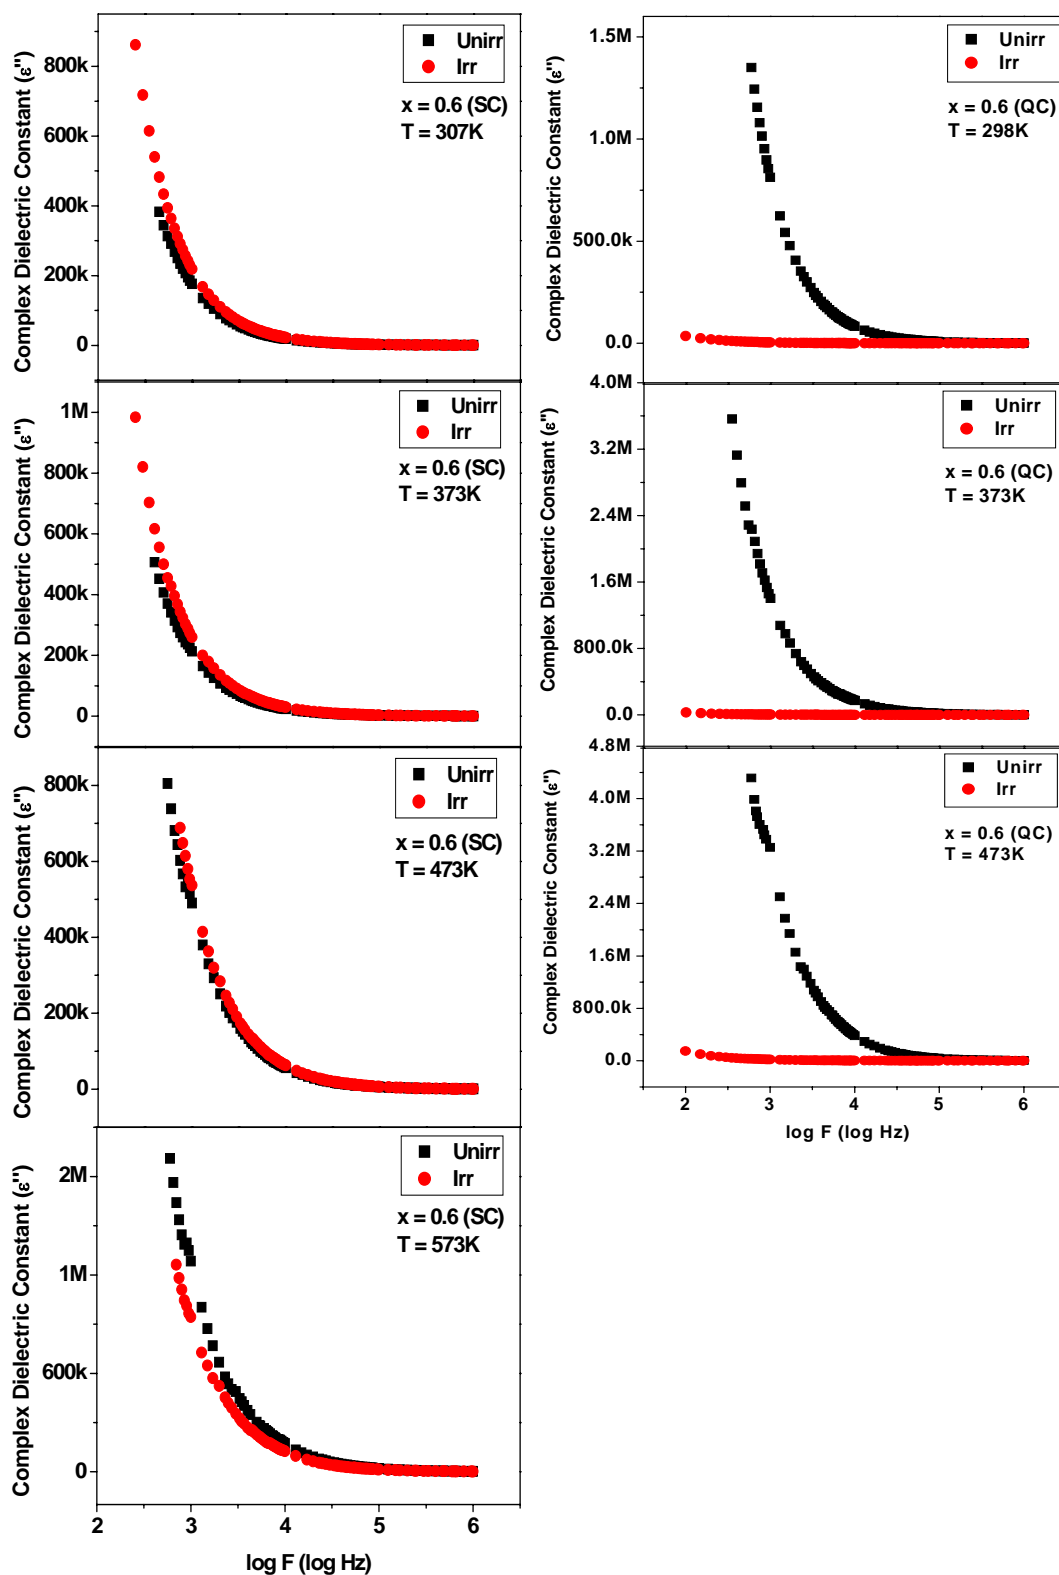 Complex Dielectric Constant (ε")
800k
600k
400k
200k
0
Unirr
Irr
x = 0.6 (SC)
T = 307K
Complex Dielectric Constant (ε")
1.5M
1.0M
500.0k
0.0
Unirr
Irr
x = 0.6 (QC)
T = 298K
Complex Dielectric Constant (ε")
1M
800k
600k
400k
200k
0
Unirr
Irr
x = 0.6 (SC)
T = 373K
Complex Dielectric Constant (ε")
4.0M
3.2M
2.4M
1.6M
800.0k
0.0
Unirr
Irr
x = 0.6 (QC)
T = 373K
Complex Dielectric Constant (ε")
800k
600k
400k
200k
0
Unirr
Irr
x = 0.6 (SC)
T = 473K
Complex Dielectric Constant (ε")
4.8M
4.0M
3.2M
2.4M
1.6M
800.0k
0.0
Unirr
Irr
x = 0.6 (QC)
T = 473K
2 3 4 5 6
log F (log Hz)
Complex Dielectric Constant (ε")
2M
1M
600k
0
Unirr
Irr
x = 0.6 (SC)
T = 573K
2 3 4 5 6
log F (log Hz)